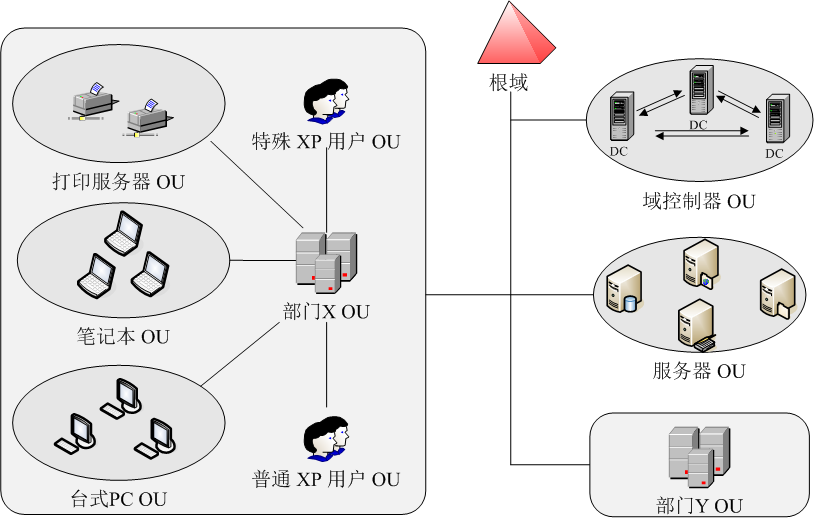 根域
特殊 XP 用户 OU
打印服务器 OU
笔记本 OU
部门X OU
台式PC OU
普通 XP 用户 OU
DC
DC
DC
域控制器 OU
服务器 OU
部门Y OU